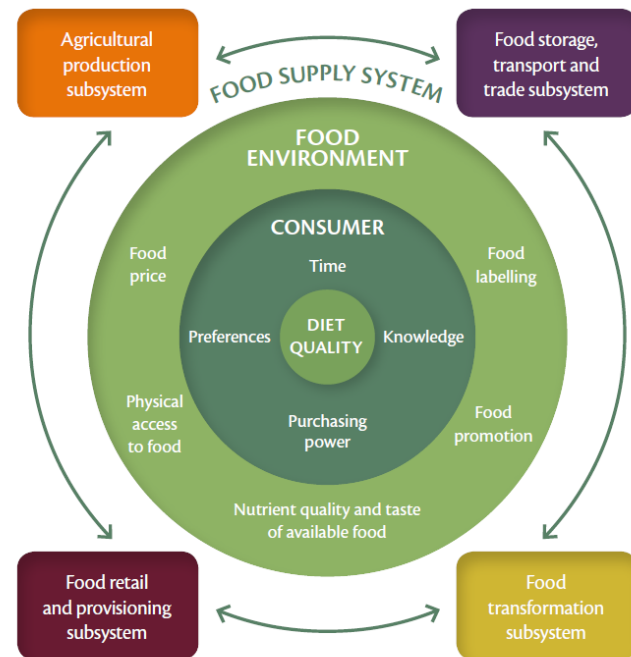 Agricultural
production
subsystem
Food storage,
transport and
trade subsystem
FOOD SUPPLY SYSTEM
FOOD
ENVIRONMENT
CONSUMER
Time
Food
price
Food
labelling
Preferences
DIET
QUALITY
Knowledge
Physical
access
to food
Purchasing
power
Food
promotion
Nutrient quality and taste
of available food
Food retail
and provisioning
subsystem
Food
transformation
subsystem